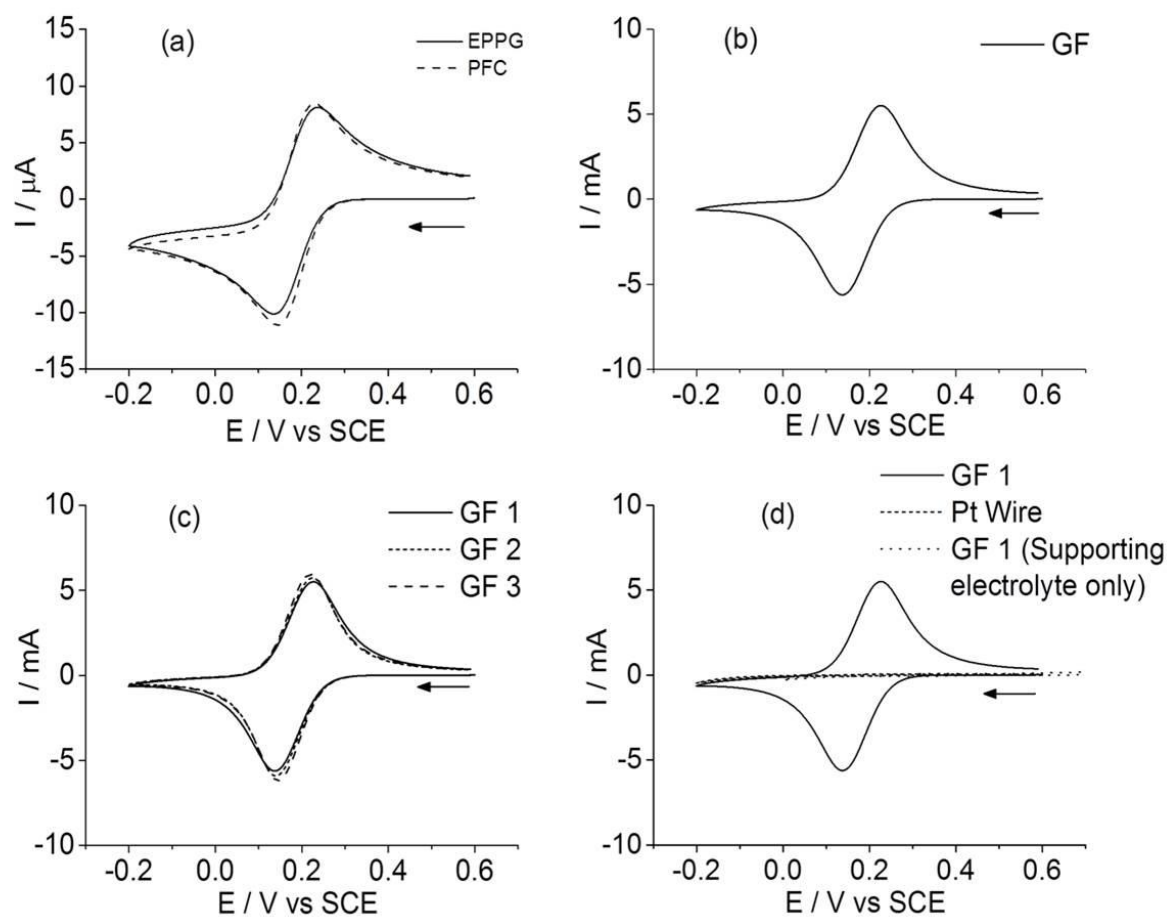 (a)
EPPG
PFC
15
10
5
0
-5
-10
-15
I / μA
-0.2 0.0 0.2 0.4 0.6
E / V vs SCE
(b)
GF
10
5
0
-5
-10
I / mA
-0.2 0.0 0.2 0.4 0.6
E / V vs SCE
(c)
GF 1
GF 2
GF 3
10
5
0
-5
-10
I / mA
-0.2 0.0 0.2 0.4 0.6
E / V vs SCE
(d)
GF 1
Pt Wire
GF 1 (Supporting
electrolyte only)
10
5
0
-5
-10
I / mA
-0.2 0.0 0.2 0.4 0.6
E / V vs SCE